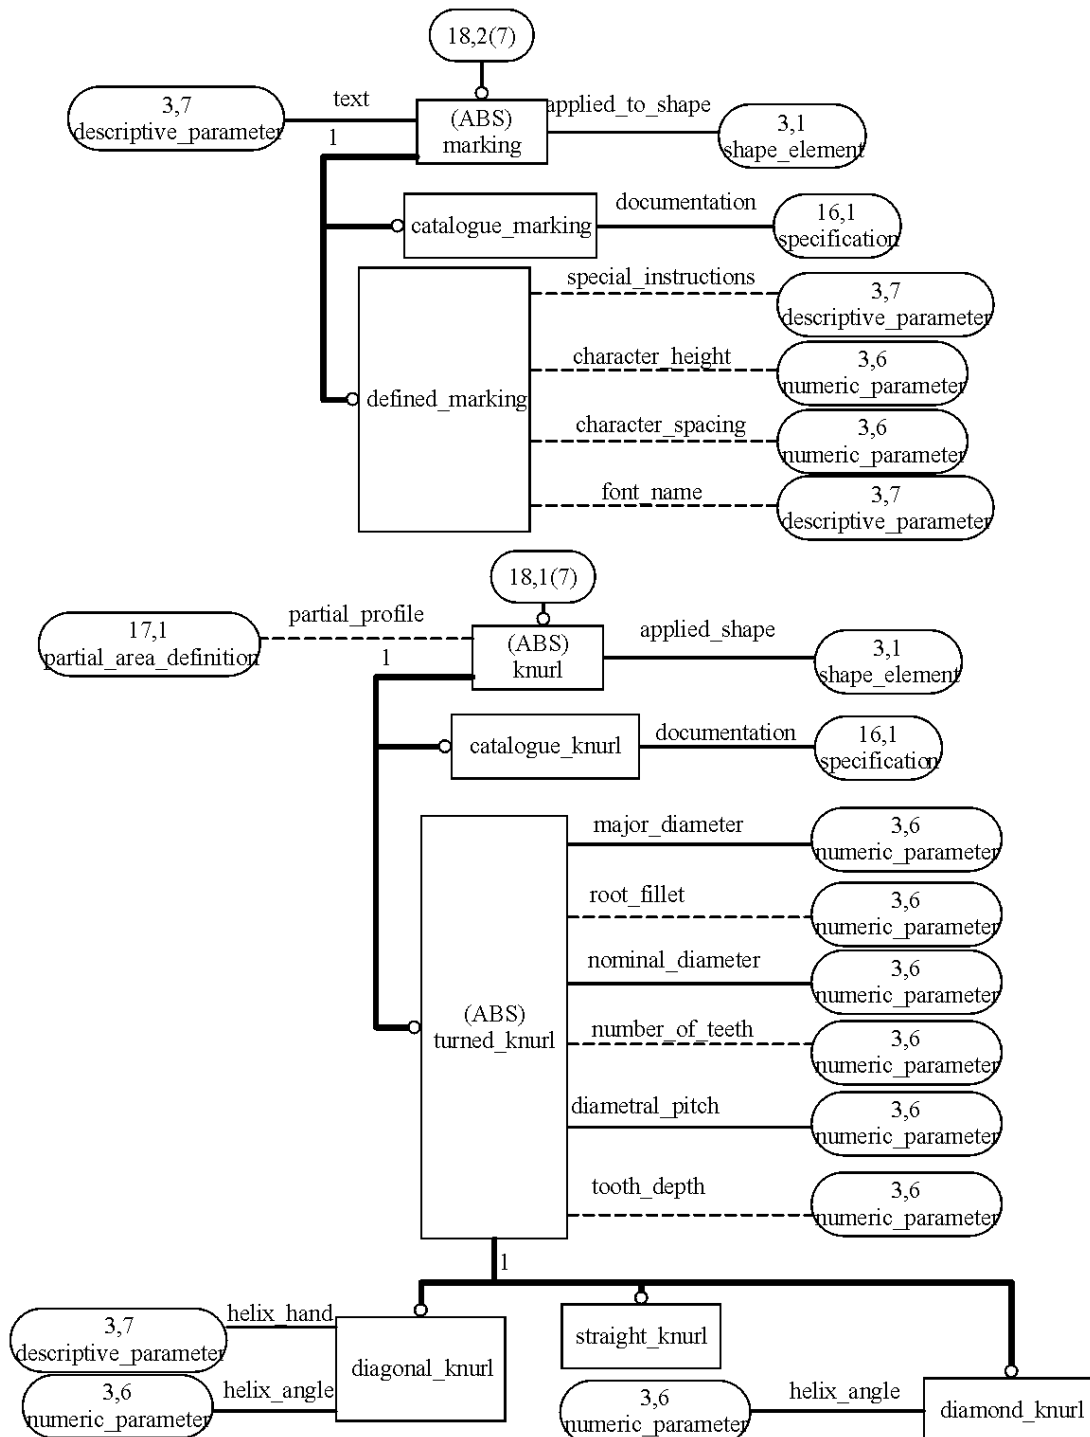 18,2(7)
text
3,7
descriptive_parameter
1
(ABS)
marking
applied_to_shape
3,1
shape_element
catalogue_marking
documentation
16,1
specification
defined_marking
special_instructions
3,7
descriptive_parameter
character_height
3,6
numeric_parameter
character_spacing
3,6
numeric_parameter
font_name
3,7
descriptive_parameter
18,1(7)
partial_profile
17,1
partial_area_definition
1
(ABS)
knurl
applied_shape
3,1
shape_element
catalogue_knurl
documentation
16,1
specification
(ABS)
turned_knurl
major_diameter
3,6
numeric_parameter
root_fillet
3,6
numeric_parameter
nominal_diameter
3,6
numeric_parameter
number_of_teeth
3,6
numeric_parameter
diametral_pitch
3,6
numeric_parameter
tooth_depth
3,6
numeric_parameter
1
helix_hand
3,7
descriptive_parameter
diagonal_knurl
helix_angle
3,6
numeric_parameter
straight_knurl
3,6
numeric_parameter
helix_angle
diamond_knurl